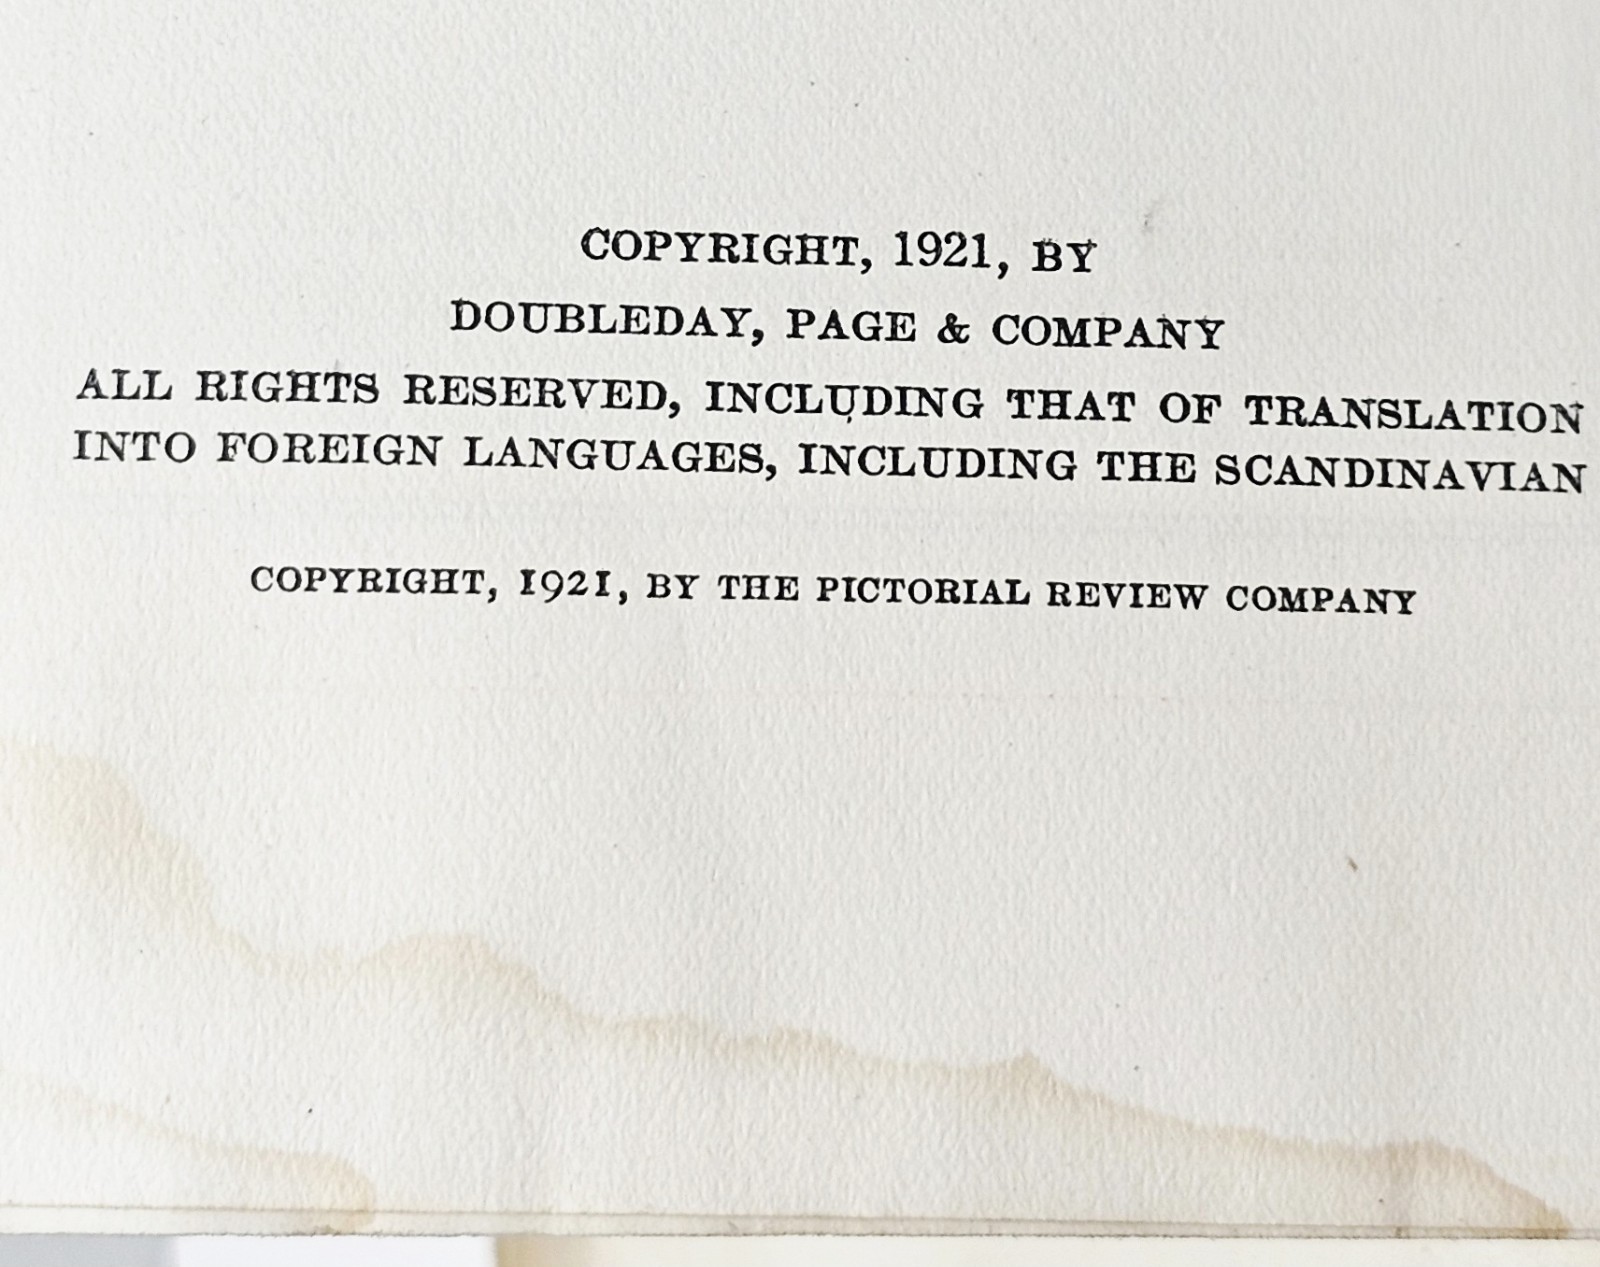 COPYRIGHT, 1921, BY
DOUBLEDAY, PAGE & COMPANY
ALL RIGHTS RESERVED, INCLUDING THAT OF TRANSLATION
INTO FOREIGN LANGUAGES, INCLUDING THE SCANDINAVIAN
COPYRIGHT, 1921, BY THE PICTORIAL REVIEW COMPANY